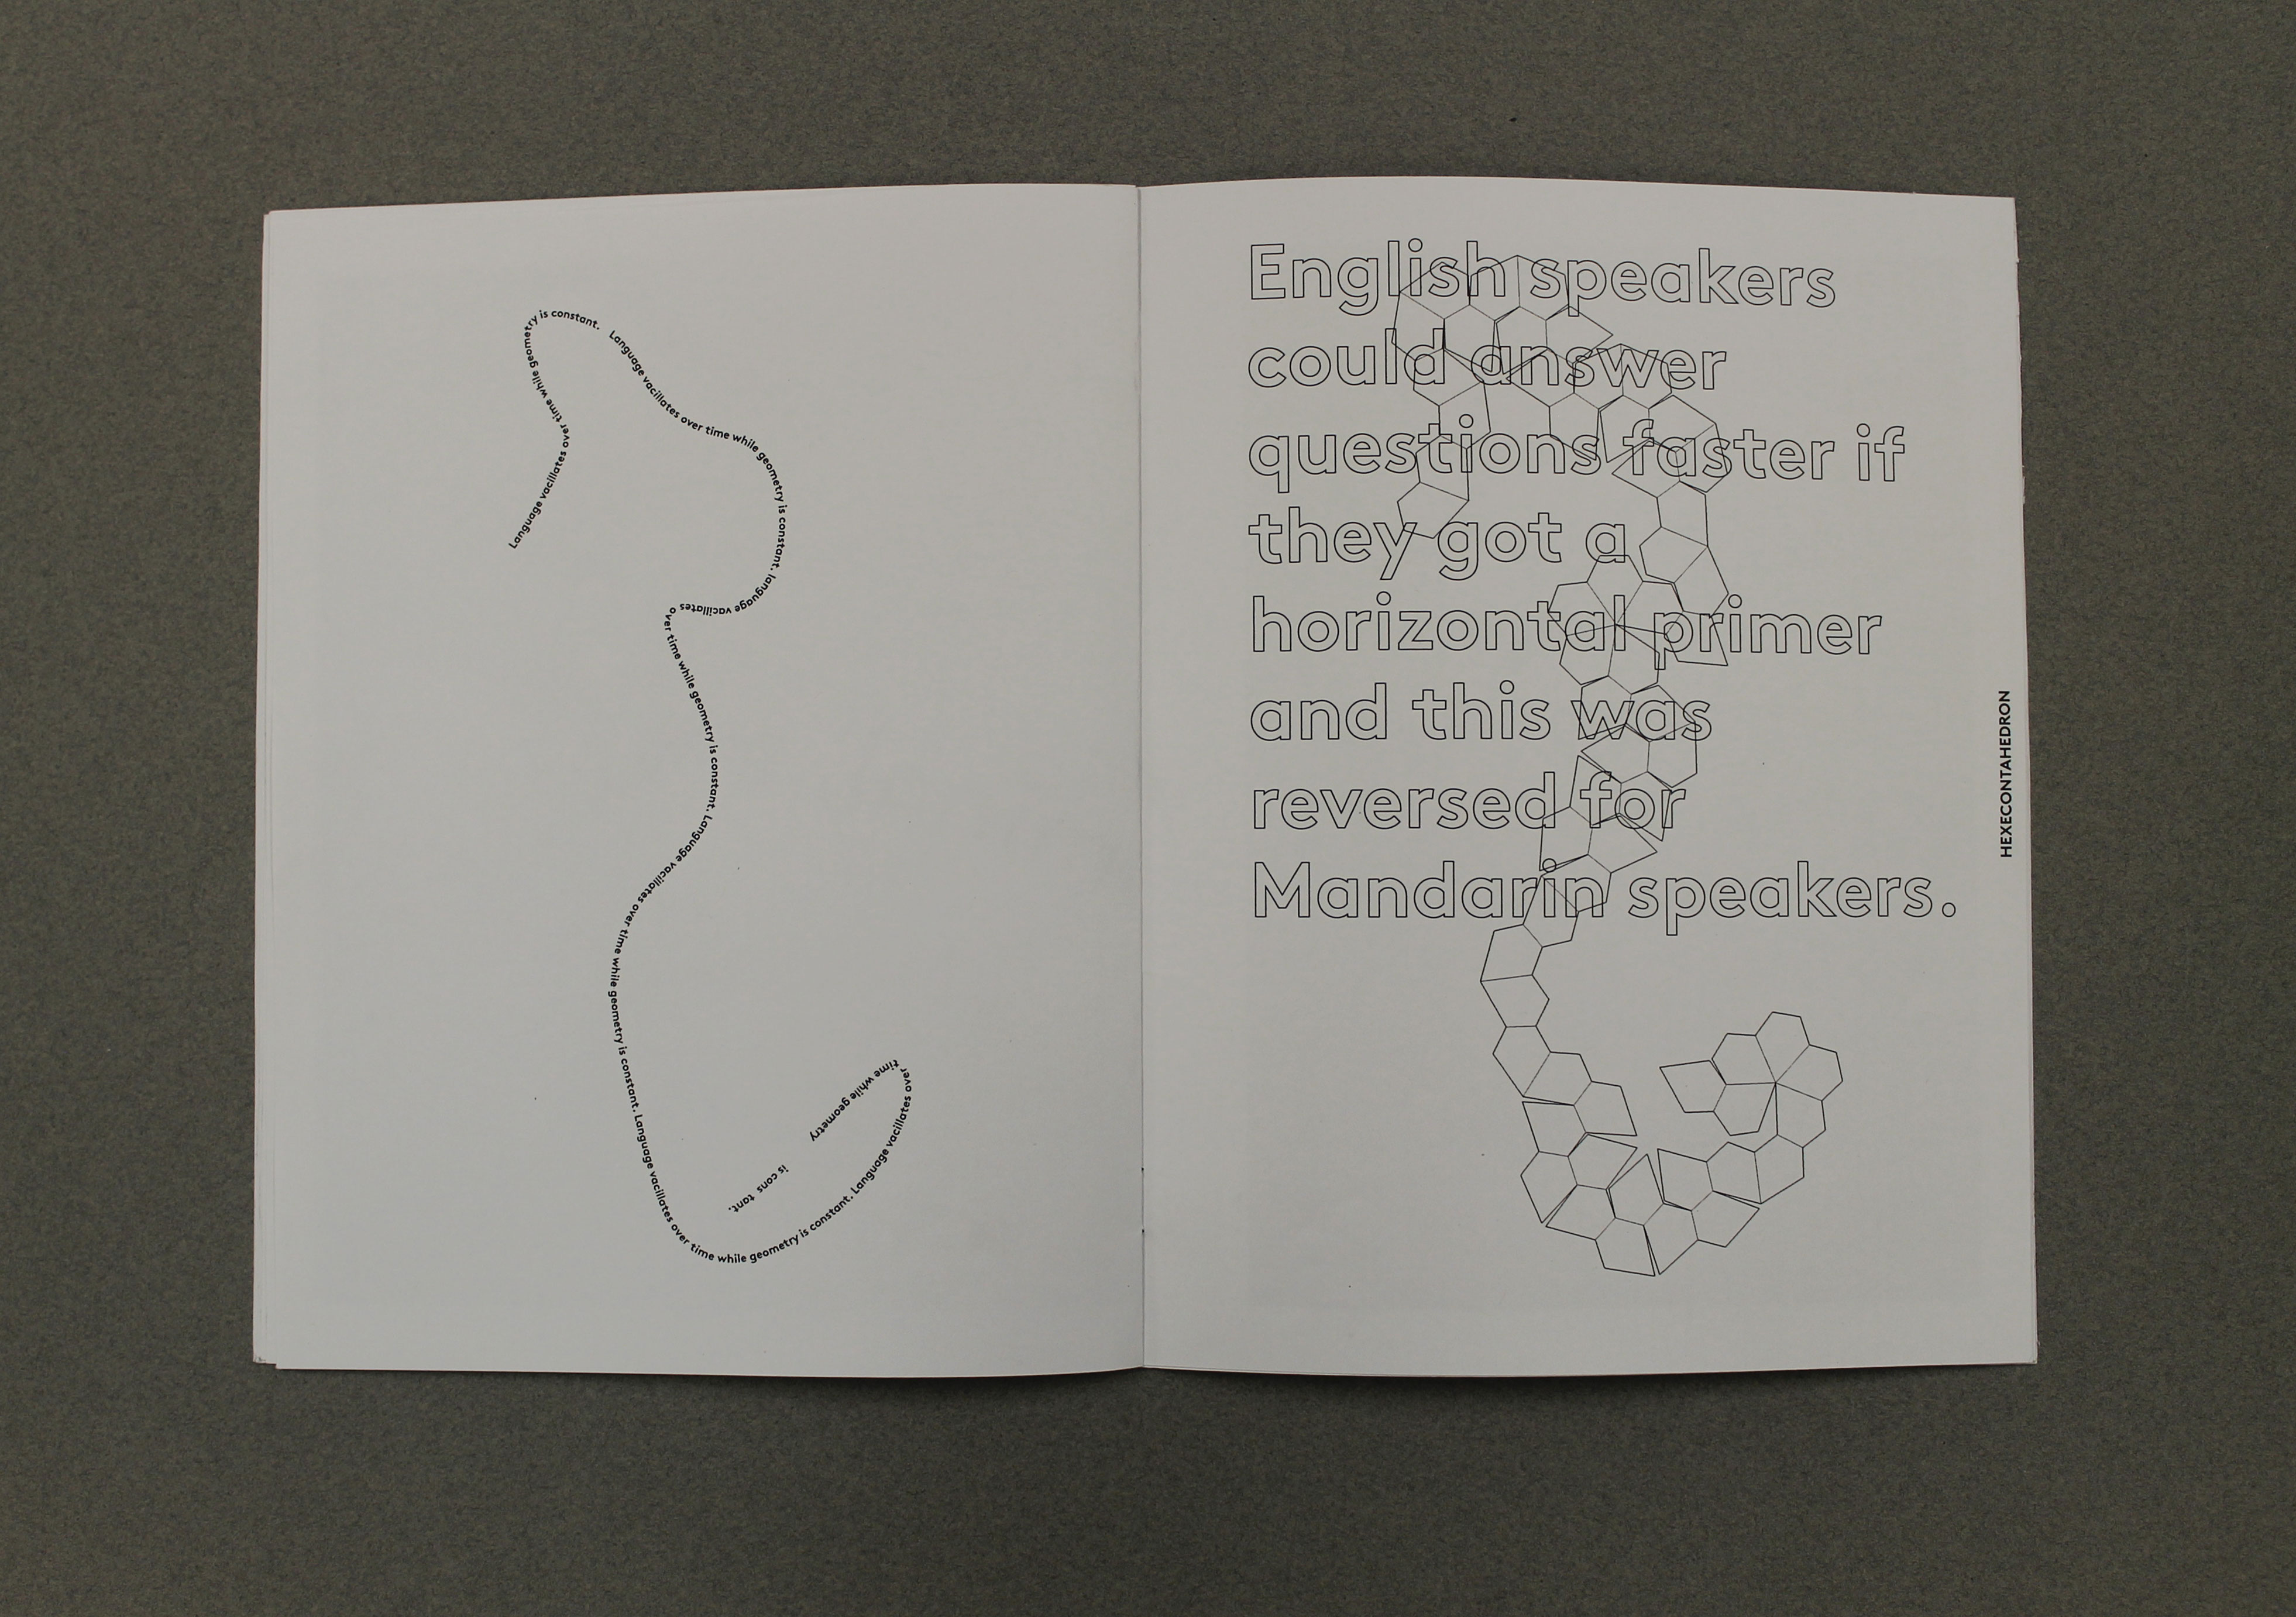 Language vacillates over time while geometry is constant.
Language vacillates over time while geometry is constant. language vacillates over time while geometry is constant. Language vacillates over time while geometry is constant. Language vacillates over time while geometry is constant. Language vacillates over time while geometry is cons tant.
English speakers
could answer
questions faster if
they got a
horizontal primer
and this was
reversed for
Mandarin speakers.
HEXECONTAHEDRON